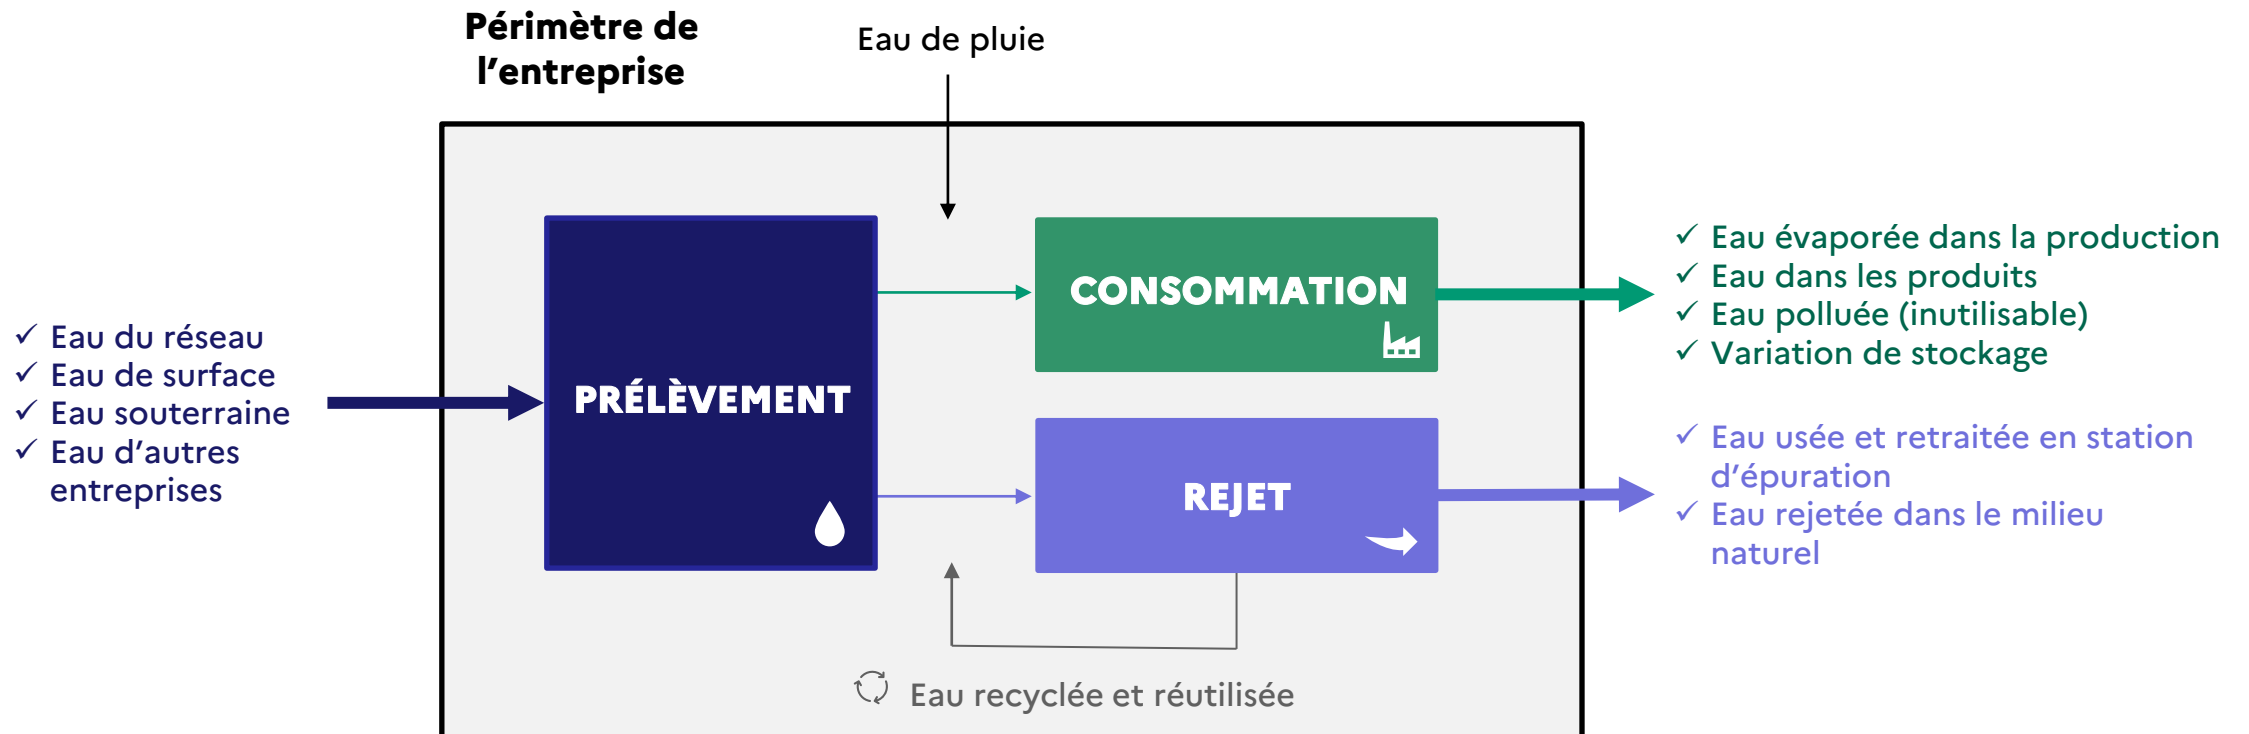 Périmètre de
l’entreprise
Eau de pluie
✓ Eau du réseau
✓ Eau de surface
✓ Eau souterraine
✓ Eau d’autres
entreprises
PRÉLÈVEMENT
CONSOMMATION
REJET
✓ Eau évaporée dans la production
✓ Eau dans les produits
✓ Eau polluée (inutilisable)
✓ Variation de stockage
✓ Eau usée et retraitée en station
d’épuration
✓ Eau rejetée dans le milieu
naturel
Eau recyclée et réutilisée